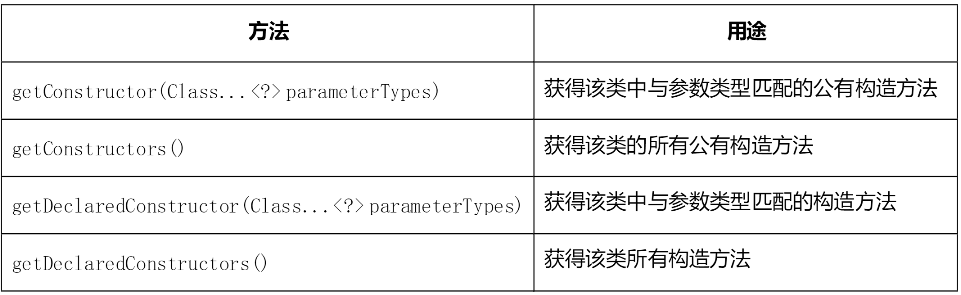 方法 用途
getConstructor(Class...<?> parameterTypes) 获得该类中与参数类型匹配的公有构造方法
getConstructors() 获得该类的所有公有构造方法
getDeclaredConstructor(Class...<?> parameterTypes) 获得该类中与参数类型匹配的构造方法
getDeclaredConstructors() 获得该类所有构造方法